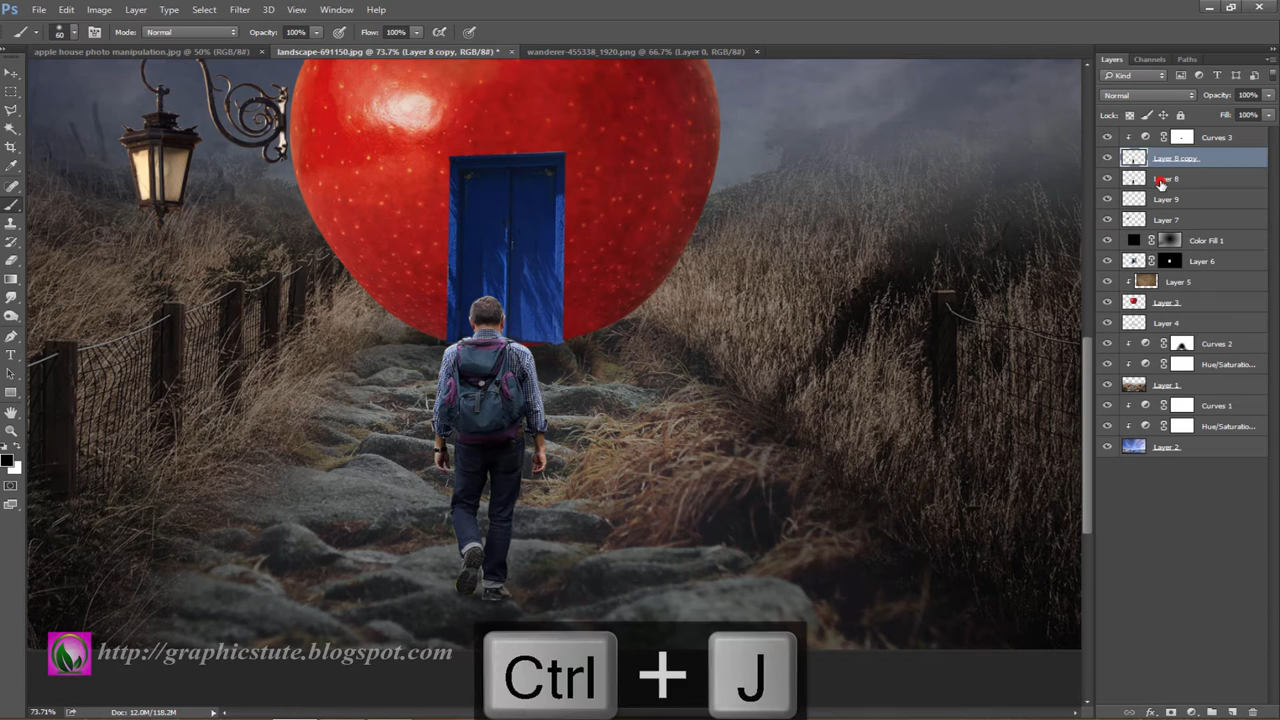 Ps File Edit Image Layer Type Select Filter 3D View Window Help
60 Mode: Normal Opacity: 100% Flow: 100%
apple house photo manipulation.jpg @ 50% (RGB/8#) × landscape-691150.jpg @ 73.7% (Layer 8 copy, RGB/8#) * × wanderer-455338_1920.png @ 66.7% (Layer 0, RGB/8#) ×
Layers Channels Paths
Kind
Normal Opacity: 100%
Lock: Fill: 100%
Curves 3
Layer 8 copy
Layer 8
Layer 9
Layer 7
Color Fill 1
Layer 6
Layer 5
Layer 3
Layer 4
Curves 2
Hue/Saturatio...
Layer 1
Curves 1
Hue/Saturatio...
Layer 2
http://graphicstute.blogspot.com
Ctrl + J
73.71% Doc: 12.0M/118.2M
fx